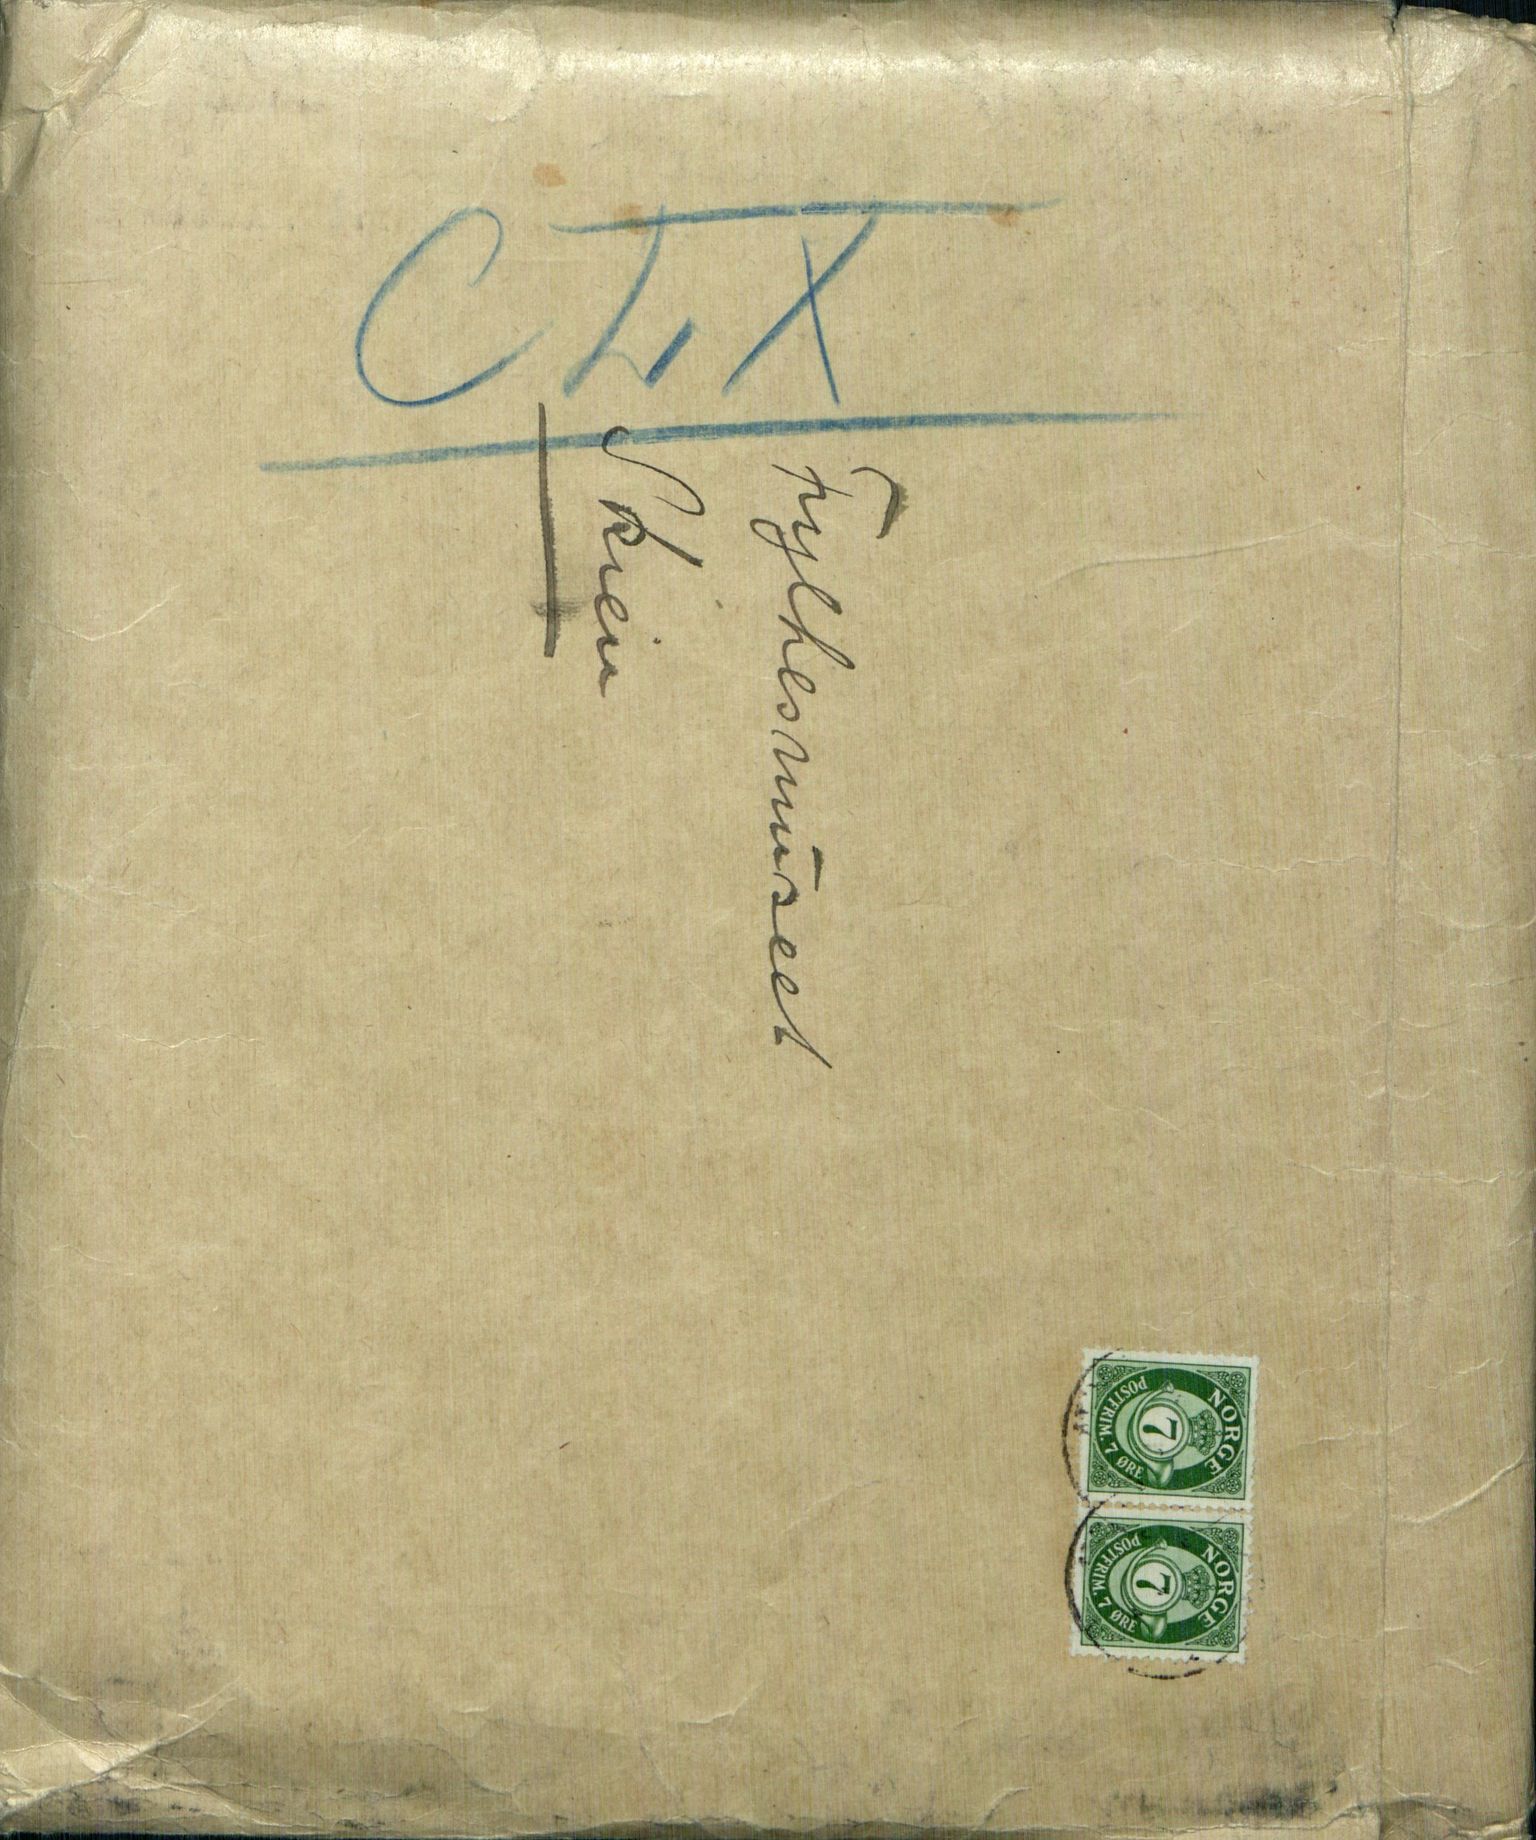 CLX
Fylkesmuseet
Skien
NORGE
7
POSTFRIM. 7 ØRE
NORGE
7
POSTFRIM. 7 ØRE